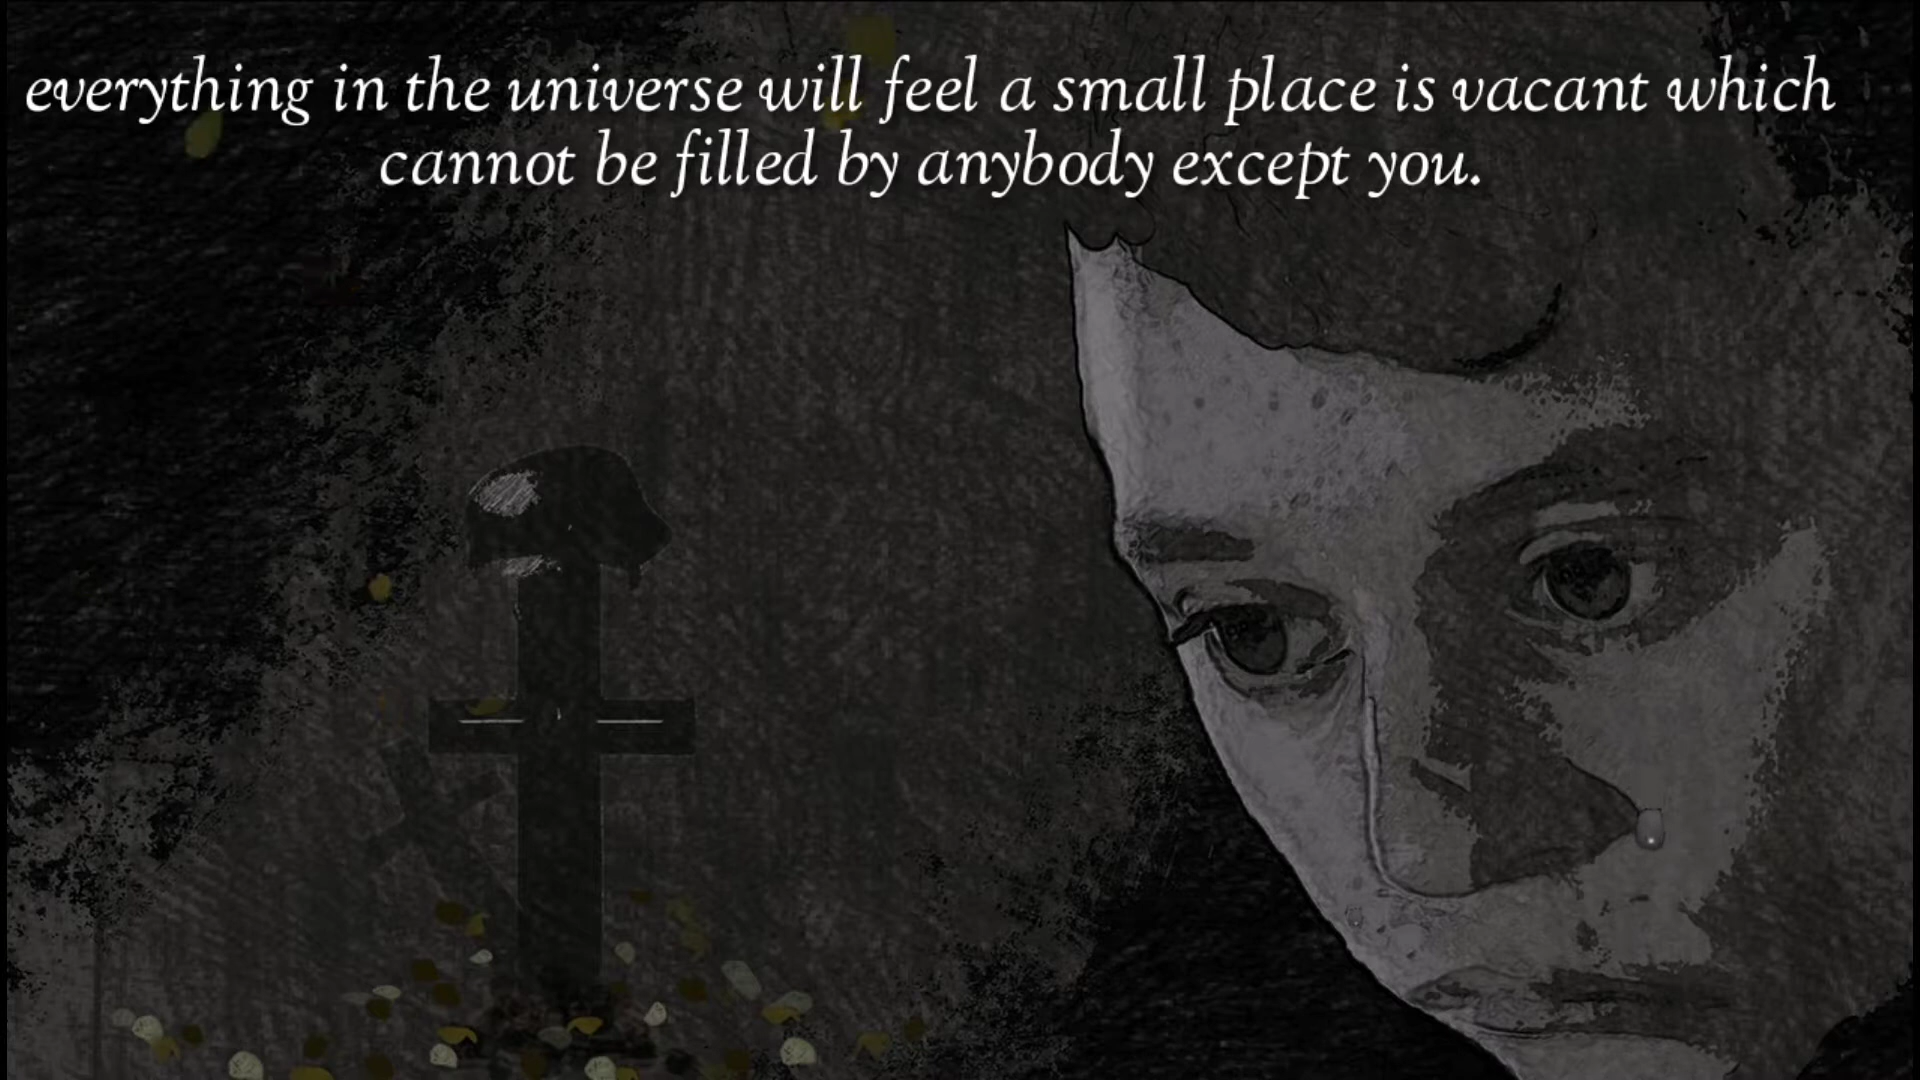 everything in the universe will feel a small place is vacant which
cannot be filled by anybody except you.